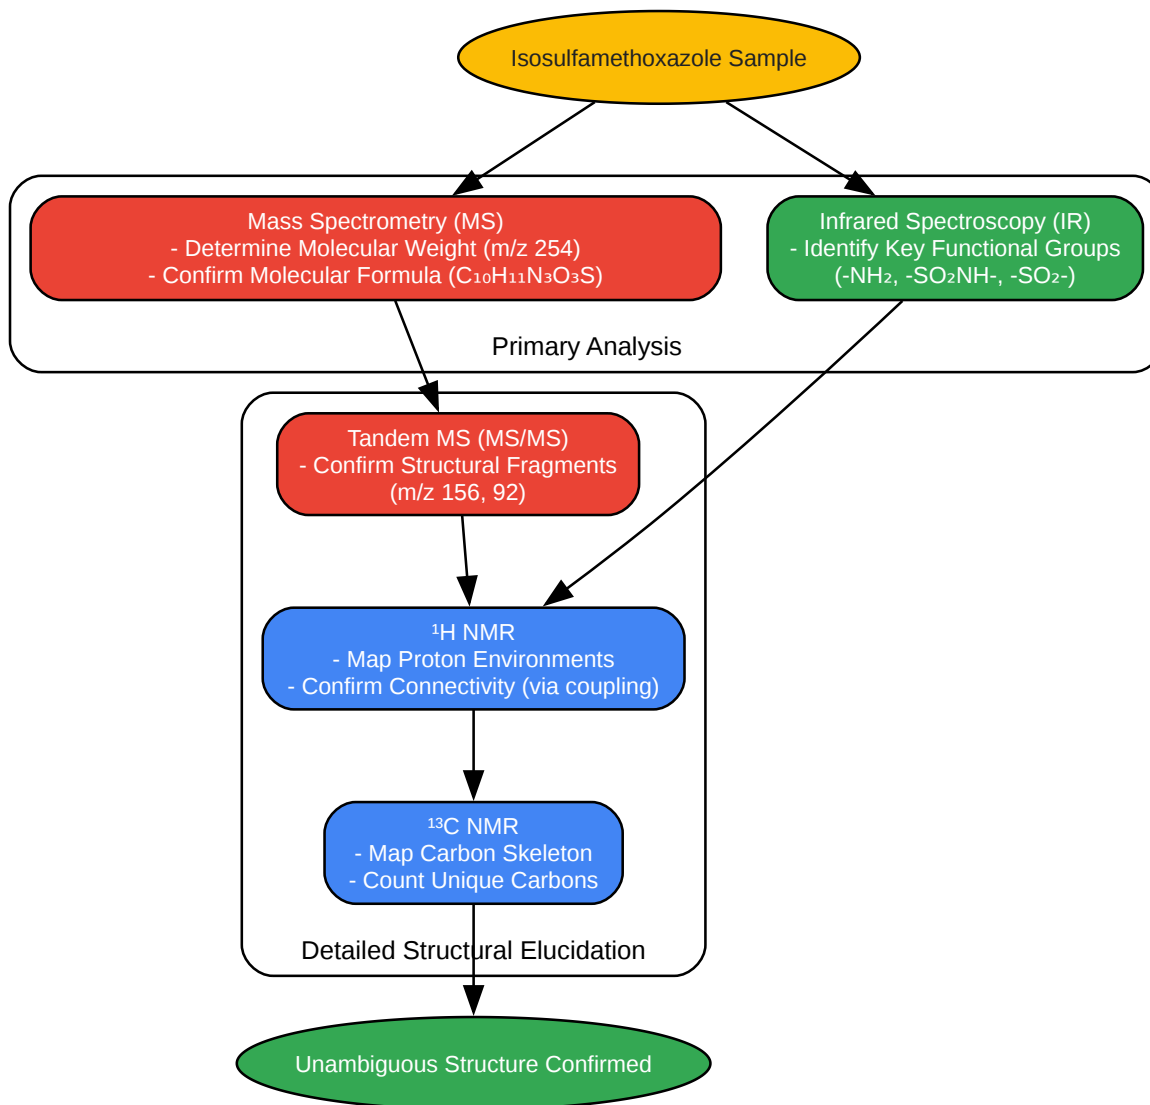 Isosulfamethoxazole Sample
Mass Spectrometry (MS)
- Determine Molecular Weight (m/z 254)
- Confirm Molecular Formula (C₁₀H₁₁N₃O₃S)
Infrared Spectroscopy (IR)
- Identify Key Functional Groups
(-NH₂, -SO₂NH-, -SO₂-)
Primary Analysis
Tandem MS (MS/MS)
- Confirm Structural Fragments
(m/z 156, 92)
¹H NMR
- Map Proton Environments
- Confirm Connectivity (via coupling)
¹³C NMR
- Map Carbon Skeleton
- Count Unique Carbons
Detailed Structural Elucidation
Unambiguous Structure Confirmed